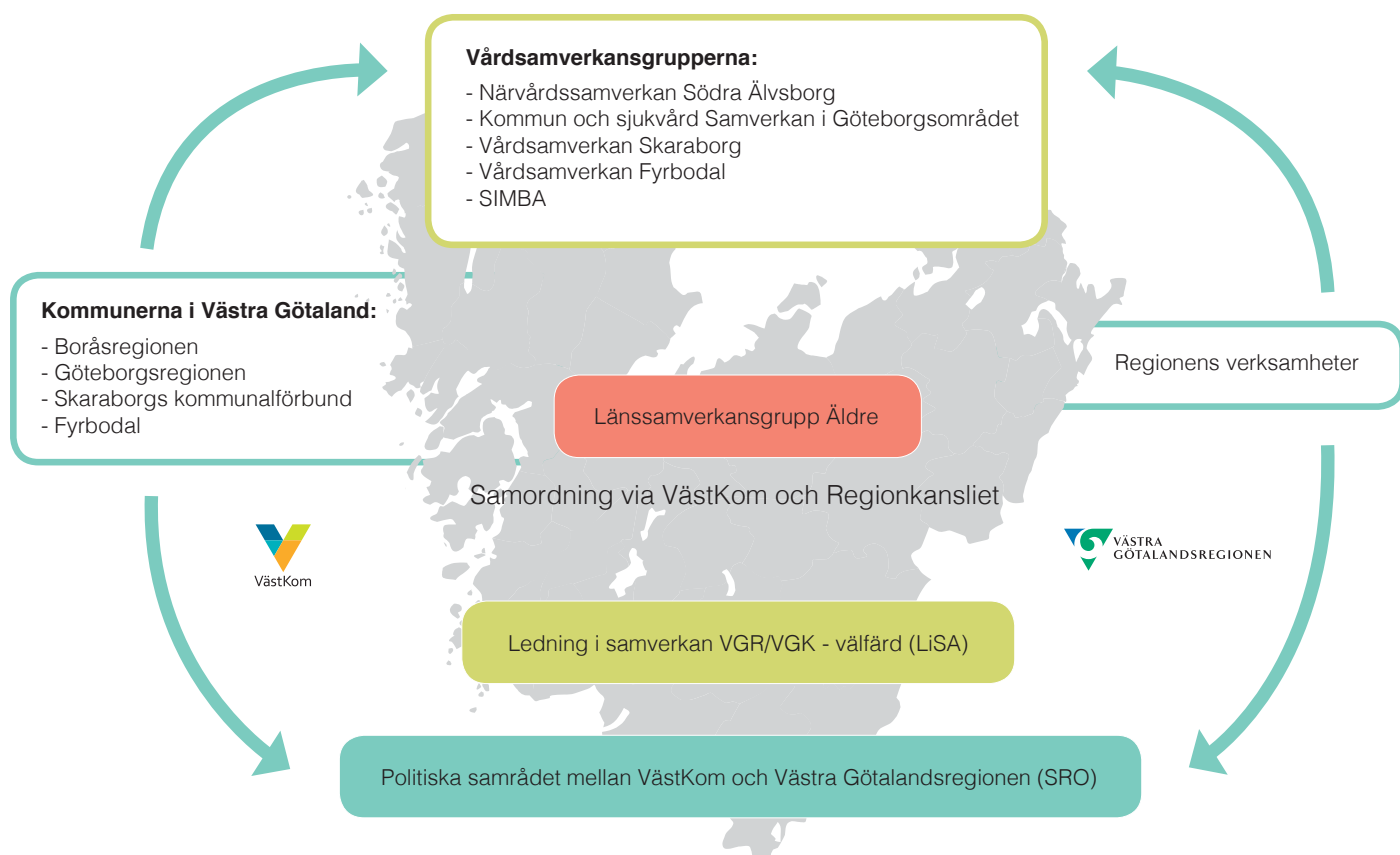 Vårdsamverkansgrupperna:
- Närvårdssamverkan Södra Älvsborg
- Kommun och sjukvård Samverkan i Göteborgsområdet
- Vårdsamverkan Skaraborg
- Vårdsamverkan Fyrbodal
- SIMBA
Kommunerna i Västra Götaland:
- Boråsregionen
- Göteborgsregionen
- Skaraborgs kommunalförbund
- Fyrbodal
Regionens verksamheter
Länssamverkansgrupp Äldre
Samordning via VästKom och Regionkansliet
VästKom
VÄSTRA
GÖTALANDSREGIONEN
Ledning i samverkan VGR/VGK - välfärd (LiSA)
Politiska samrådet mellan VästKom och Västra Götalandsregionen (SRO)